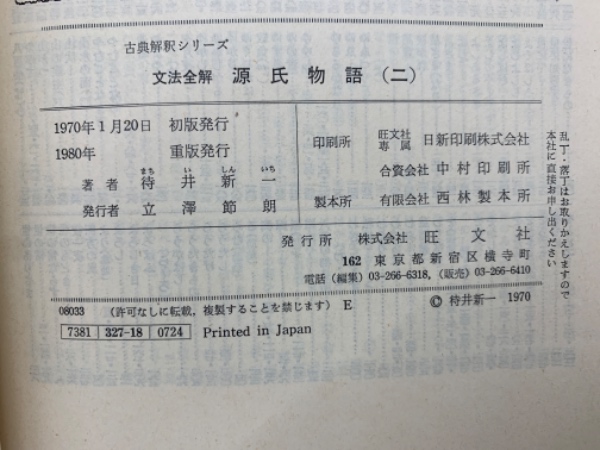 古典解釈シリーズ
文法全解 源氏物語(二)
1970年1月20日 初版発行
1980年 重版発行
まち い しん いち
著者 待井新一
発行者 立澤節朗
印刷所 旺文社専属 日新印刷株式会社
合資会社 中村印刷所
製本所 有限会社 西林製本所
発行所 株式会社 旺文社
162 東京都新宿区横寺町
電話(編集)03-266-6318,(販売)03-266-6410
乱丁・落丁はお取りかえしますので
本社に直接お申し出ください
08033 (許可なしに転載,複製することを禁じます) E
© 待井新一 1970
7381 327-18 0724 Printed in Japan